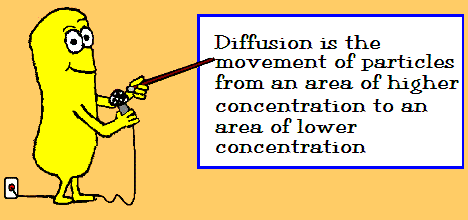 Diffusion is the
movement of particles
from an area of higher
concentration to an
area of lower
concentration